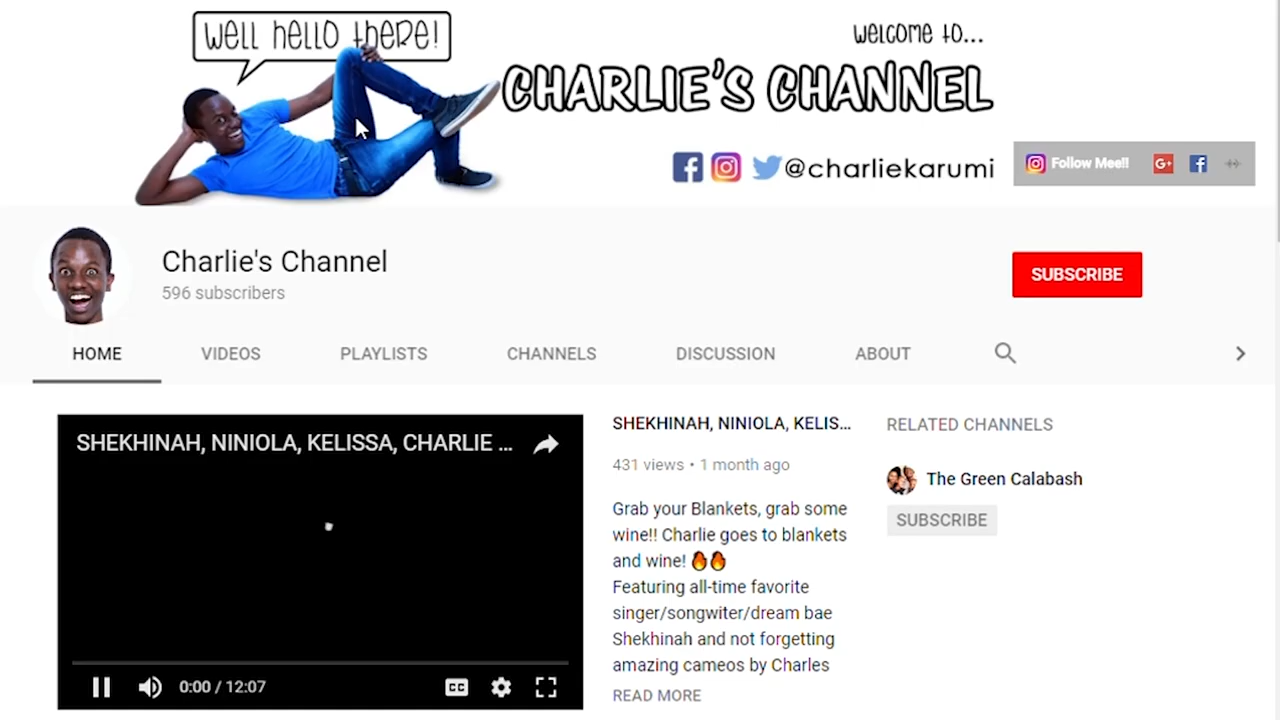 well hello there!
welcome to...
CHARLIE'S CHANNEL
@charliekarumi
Follow Mee!!
G+
Charlie's Channel
596 subscribers
SUBSCRIBE
HOME
VIDEOS
PLAYLISTS
CHANNELS
DISCUSSION
ABOUT
SHEKHINAH, NINIOLA, KELISSA, CHARLIE ...
0:00 / 12:07
CC
SHEKHINAH, NINIOLA, KELIS...
431 views • 1 month ago
Grab your Blankets, grab some
wine!! Charlie goes to blankets
and wine! 🔥🔥
Featuring all-time favorite
singer/songwiter/dream bae
Shekhinah and not forgetting
amazing cameos by Charles
READ MORE
RELATED CHANNELS
The Green Calabash
SUBSCRIBE